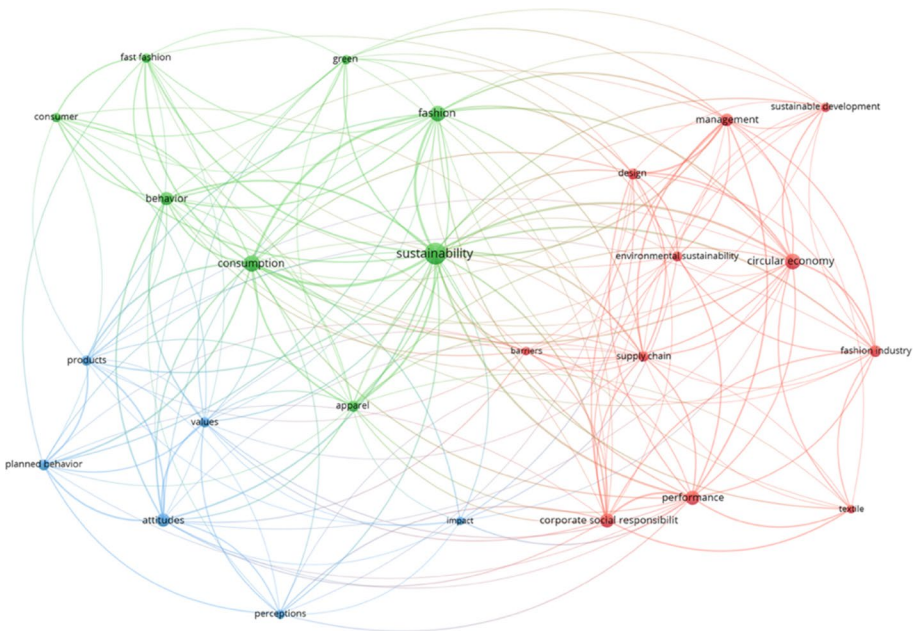 fast fashion
green
sustainable development
fashion
consumer
management
design
behavior
sustainability
environmental sustainability
circular economy
consumption
barriers
supply chain
fashion industry
products
apparel
values
planned behavior
performance
textile
attitudes
impact
corporate social responsibilit
perceptions